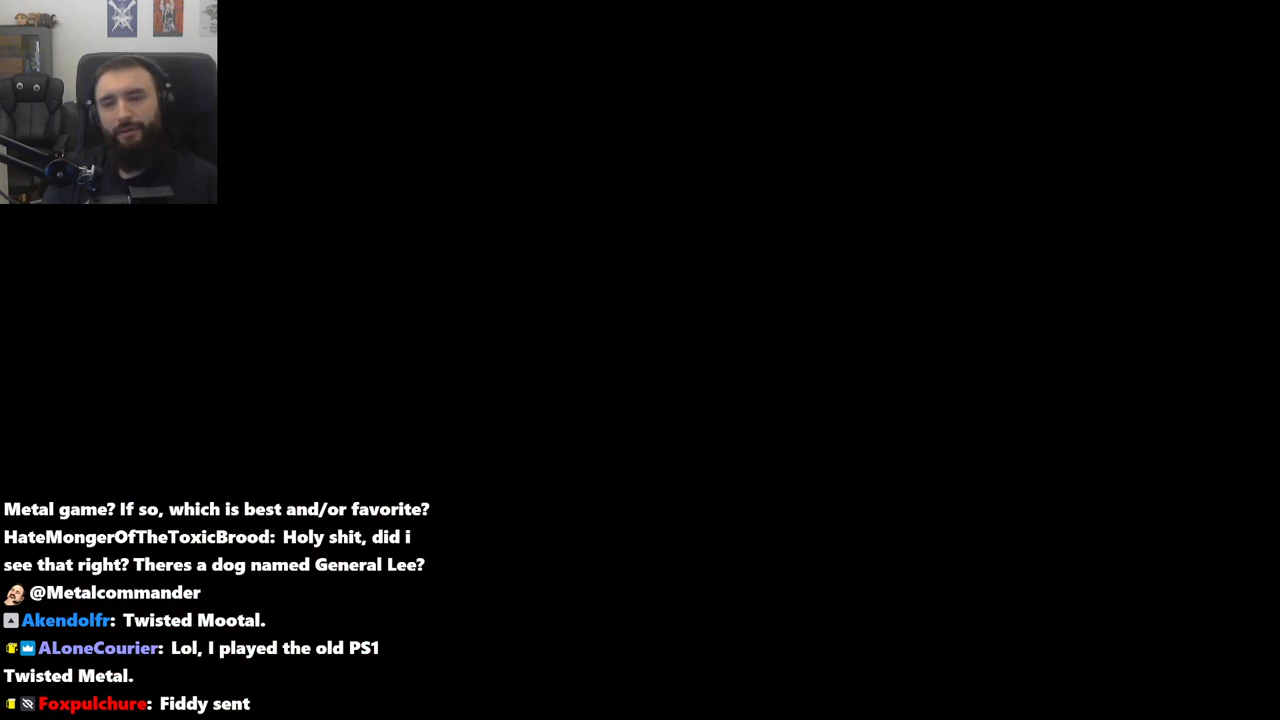 Metal game? If so, which is best and/or favorite?
HateMongerOfTheToxicBrood: Holy shit, did i
see that right? Theres a dog named General Lee?
@Metalcommander
Akendolfr: Twisted Mootal.
ALoneCourier: Lol, I played the old PS1
Twisted Metal.
Foxpulchure: Fiddy sent